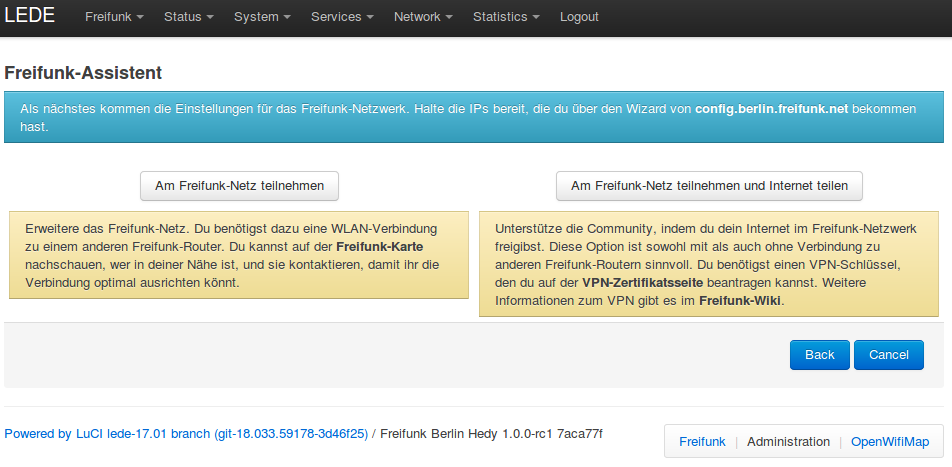 LEDE Freifunk Status System Services Network Statistics Logout
Freifunk-Assistent
Als nächstes kommen die Einstellungen für das Freifunk-Netzwerk. Halte die IPs bereit, die du über den Wizard von config.berlin.freifunk.net bekommen
hast.
Am Freifunk-Netz teilnehmen
Erweitere das Freifunk-Netz. Du benötigst dazu eine WLAN-Verbindung
zu einem anderen Freifunk-Router. Du kannst auf der Freifunk-Karte
nachschauen, wer in deiner Nähe ist, und sie kontaktieren, damit ihr die
Verbindung optimal ausrichten könnt.
Am Freifunk-Netz teilnehmen und Internet teilen
Unterstütze die Community, indem du dein Internet im Freifunk-Netzwerk
freigibst. Diese Option ist sowohl mit als auch ohne Verbindung zu
anderen Freifunk-Routern sinnvoll. Du benötigst einen VPN-Schlüssel,
den du auf der VPN-Zertifikatsseite beantragen kannst. Weitere
Informationen zum VPN gibt es im Freifunk-Wiki.
Back Cancel
Powered by LuCI lede-17.01 branch (git-18.033.59178-3d46f25) / Freifunk Berlin Hedy 1.0.0-rc1 7aca77f
Freifunk | Administration | OpenWifiMap